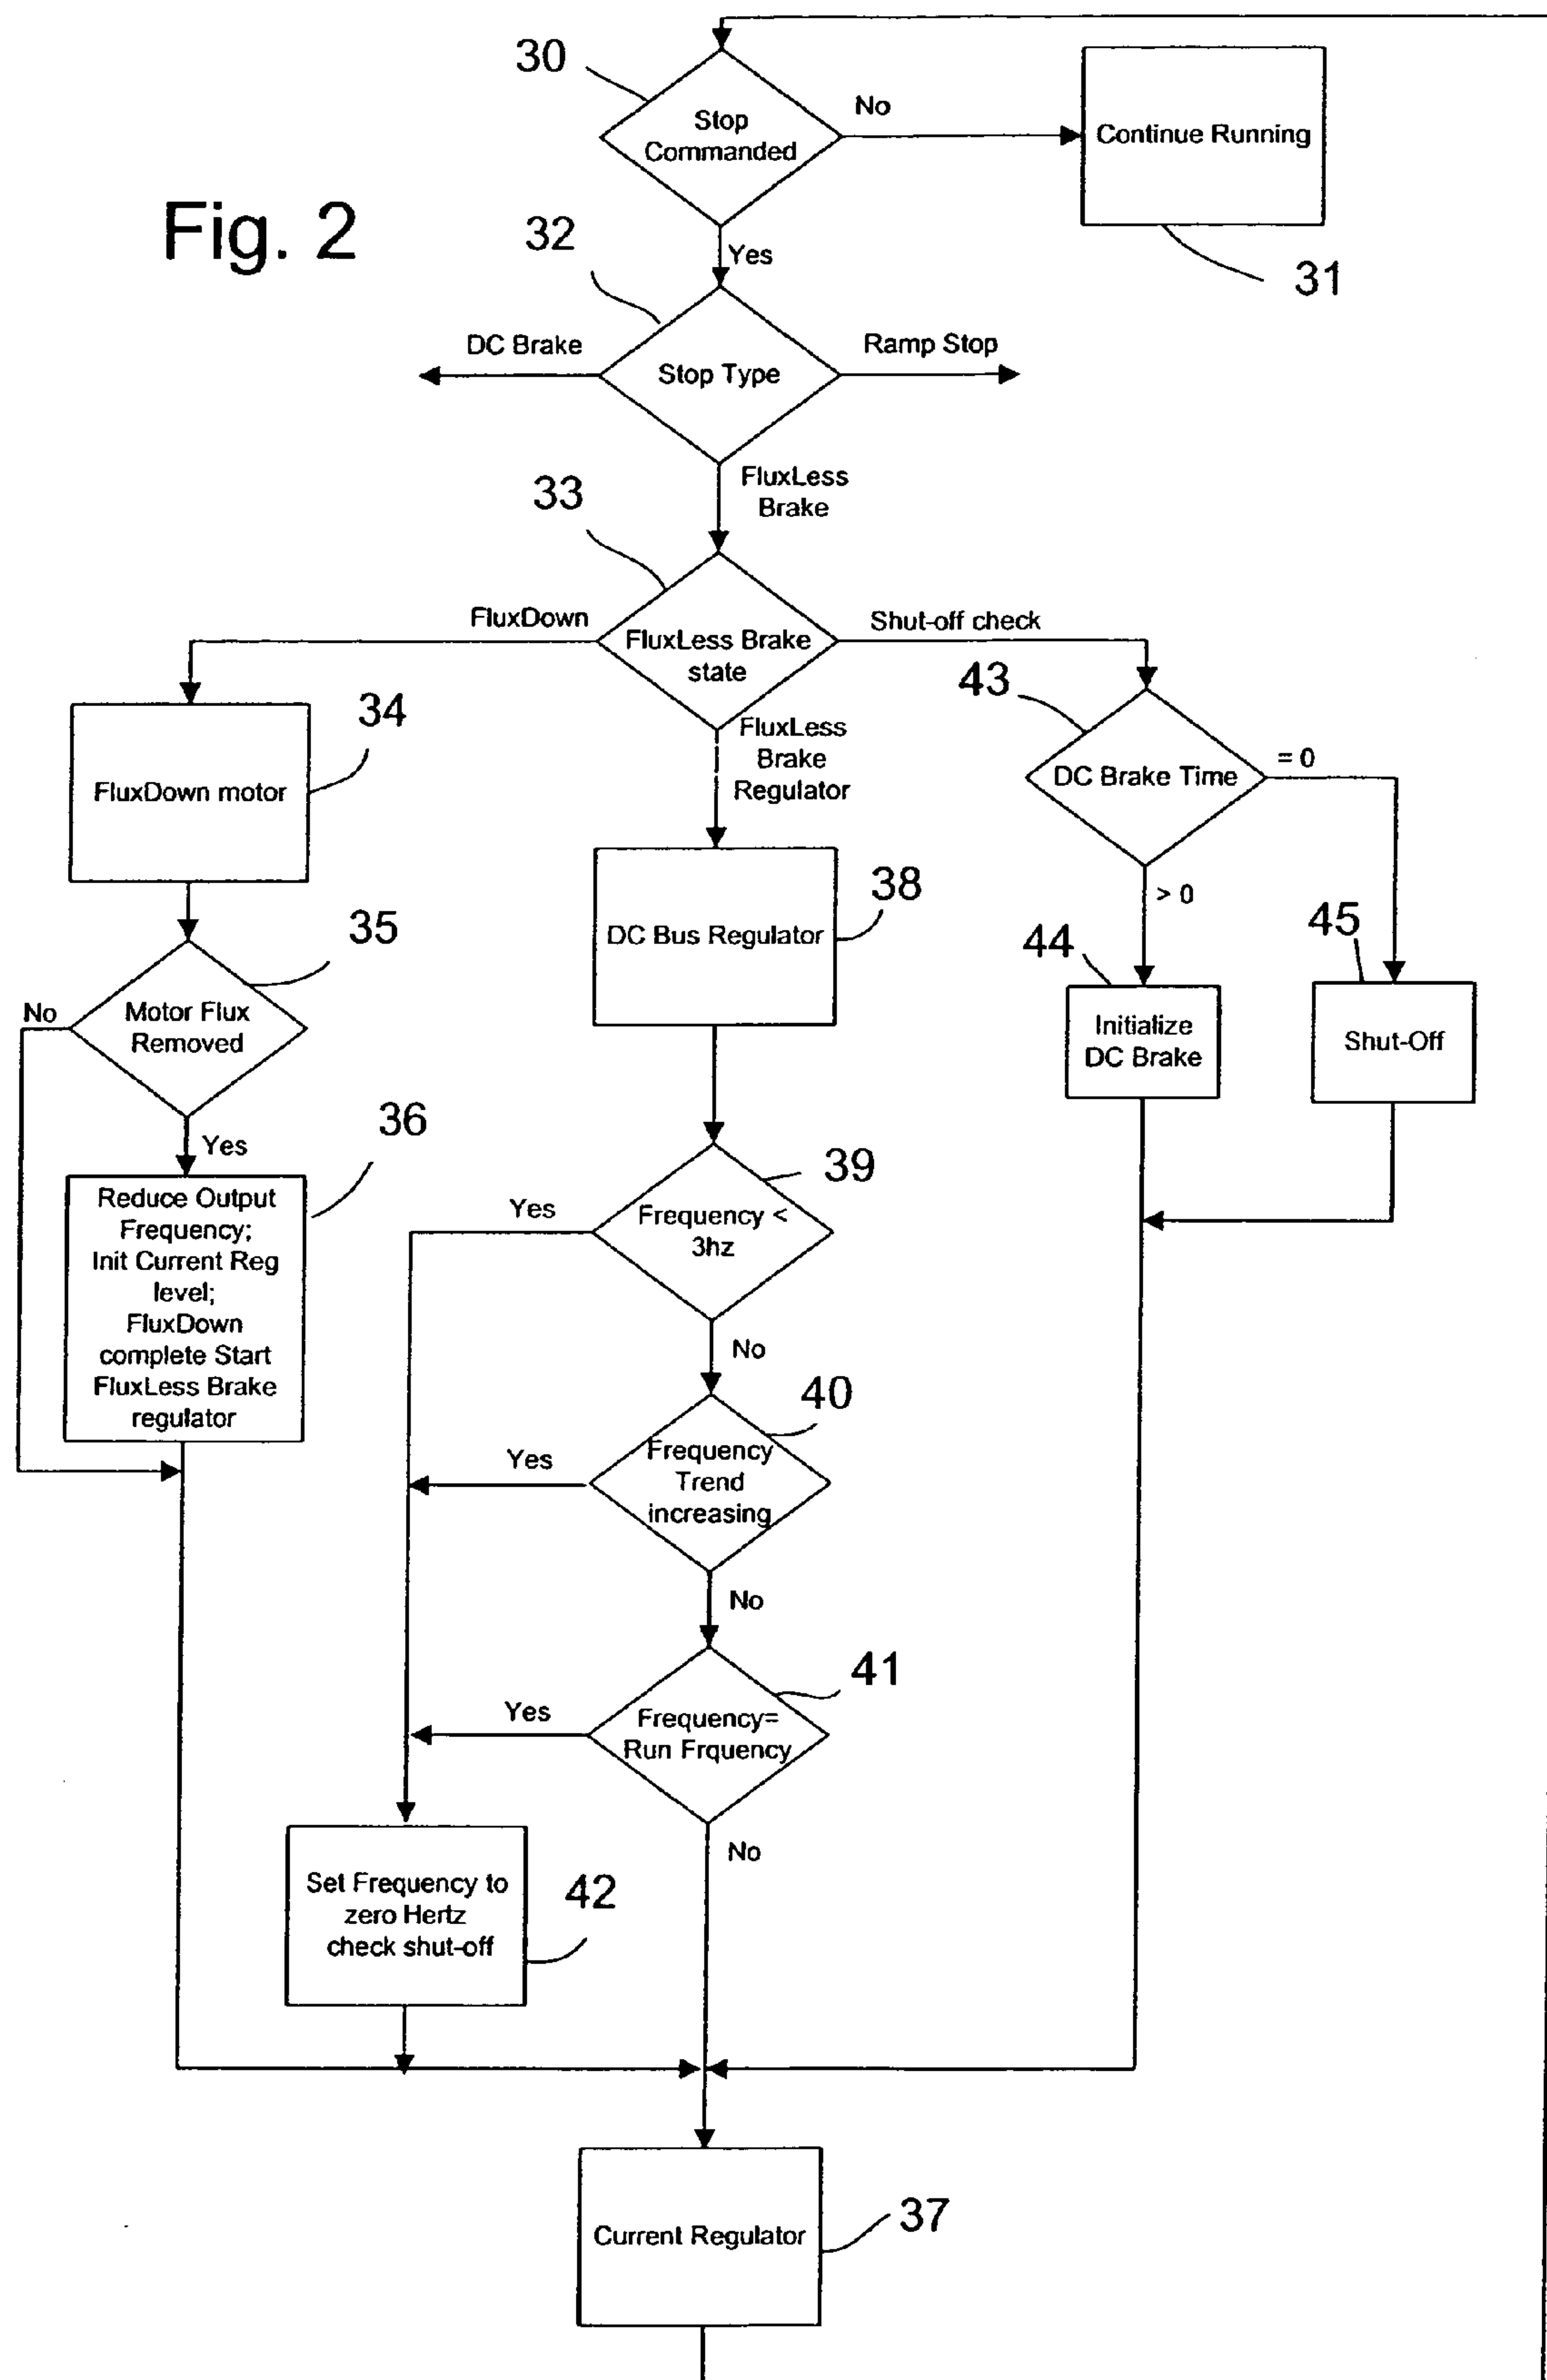 30
Stop
Commanded
No
Continue Running
31
Fig. 2
Yes
32
DC Brake
Stop Type
Ramp Stop
FluxLess
Brake
33
FluxDown
FluxLess Brake
state
Shut-off check
34
FluxDown motor
FluxLess
Brake
Regulator
43
DC Brake Time
= 0
> 0
35
Motor Flux
Removed
No
Yes
38
DC Bus Regulator
44
Initialize
DC Brake
45
Shut-Off
36
Reduce Output
Frequency;
Init Current Reg
level;
FluxDown
complete Start
FluxLess Brake
regulator
39
Frequency <
3hz
Yes
No
40
Frequency
Trend
increasing
Yes
No
41
Frequency=
Run Frquency
Yes
No
Set Frequency to
zero Hertz
check shut-off
42
Current Regulator
37